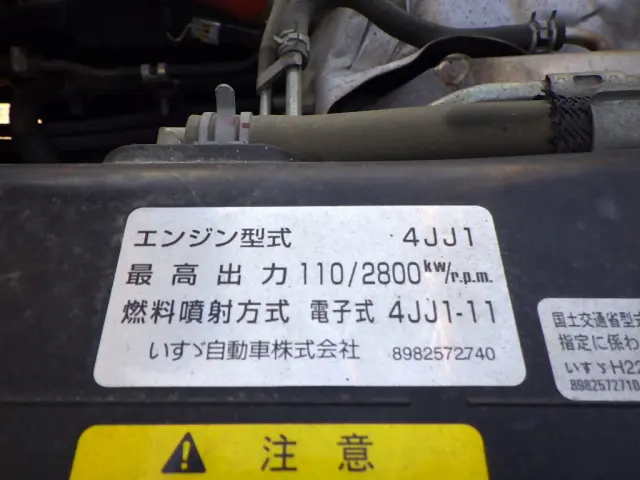 エンジン型式 4JJ1
最高出力 110/2800kW/r.p.m.
燃料噴射方式 電子式 4JJ1-11
いすゞ自動車株式会社 8982572740
国土交通省型式
指定に係わ
いすゞH22
8982572710
注意